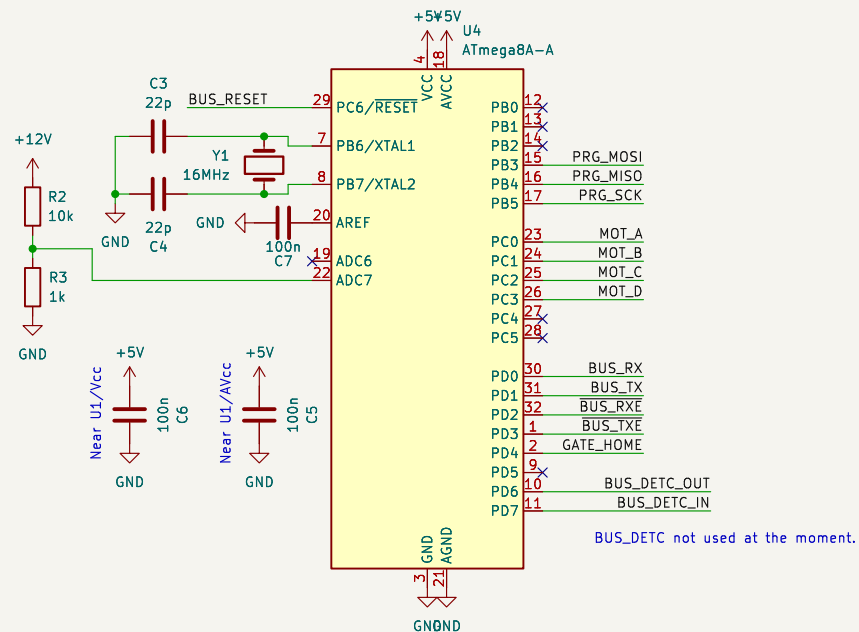 +5V
+5V
U4
ATmega8A-A
4
VCC
18
AVCC
C3
22p
BUS_RESET
29
PC6/RESET
7
PB6/XTAL1
Y1
16MHz
8
PB7/XTAL2
22p
C4
GND
GND
100n
C7
20
AREF
19
ADC6
22
ADC7
+12V
R2
10k
R3
1k
GND
12
PB0
13
PB1
14
PB2
15
PB3
PRG_MOSI
16
PB4
PRG_MISO
17
PB5
PRG_SCK
23
PC0
MOT_A
24
PC1
MOT_B
25
PC2
MOT_C
26
PC3
MOT_D
27
PC4
28
PC5
30
PD0
BUS_RX
31
PD1
BUS_TX
32
PD2
BUS_RXE
1
PD3
BUS_TXE
2
PD4
GATE_HOME
9
PD5
10
PD6
BUS_DETC_OUT
11
PD7
BUS_DETC_IN
BUS_DETC not used at the moment.
Near U1/Vcc
+5V
100n
C6
GND
Near U1/AVcc
+5V
100n
C5
GND
GND
3
AGND
21
GND
GND